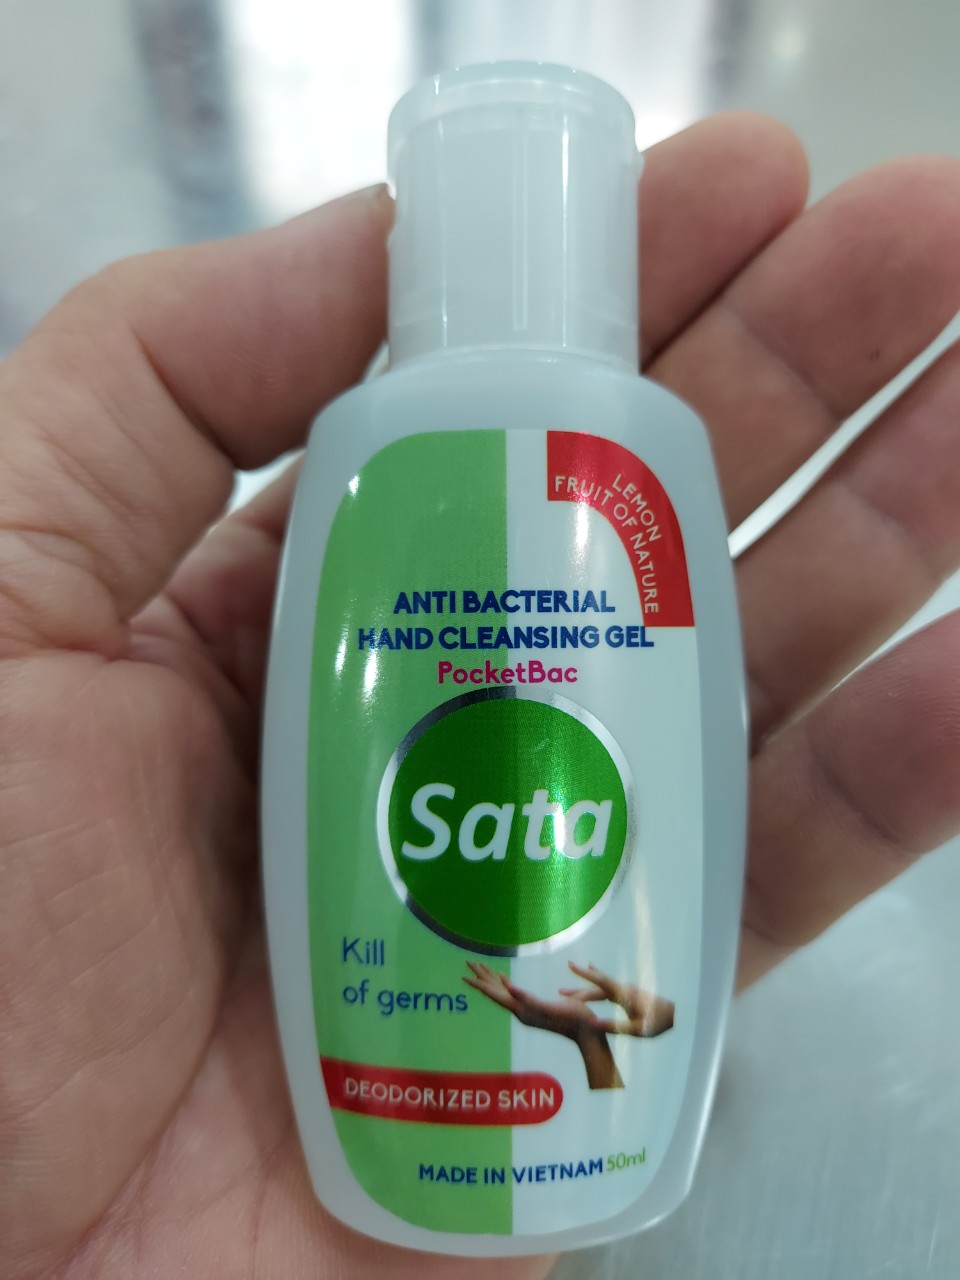 LEMON
FRUIT OF NATURE
ANTI BACTERIAL
HAND CLEANSING GEL
PocketBac
Sata
Kill
of germs
DEODORIZED SKIN
MADE IN VIETNAM 50ml